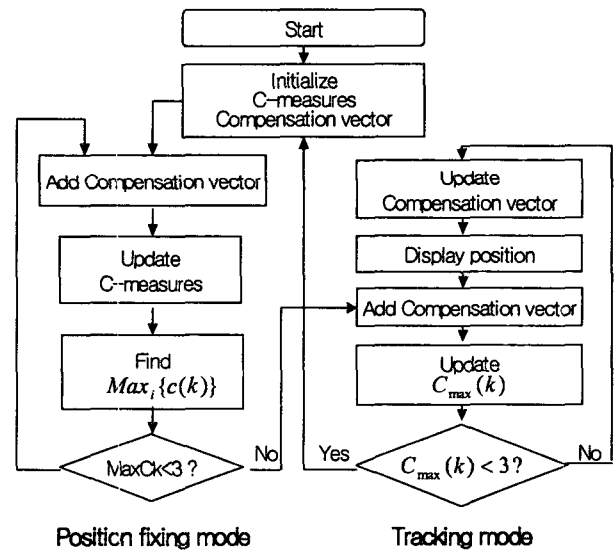 Start
Initialize
C-measures
Compensation vector
Add Compensation vector
Update
C-measures
Find
Max_i{c(k)}
MaxCk<3 ?
No
Update
Compensation vector
Display position
Add Compensation vector
Update
C_max(k)
Yes
C_max(k) < 3?
No
Position fixing mode
Tracking mode